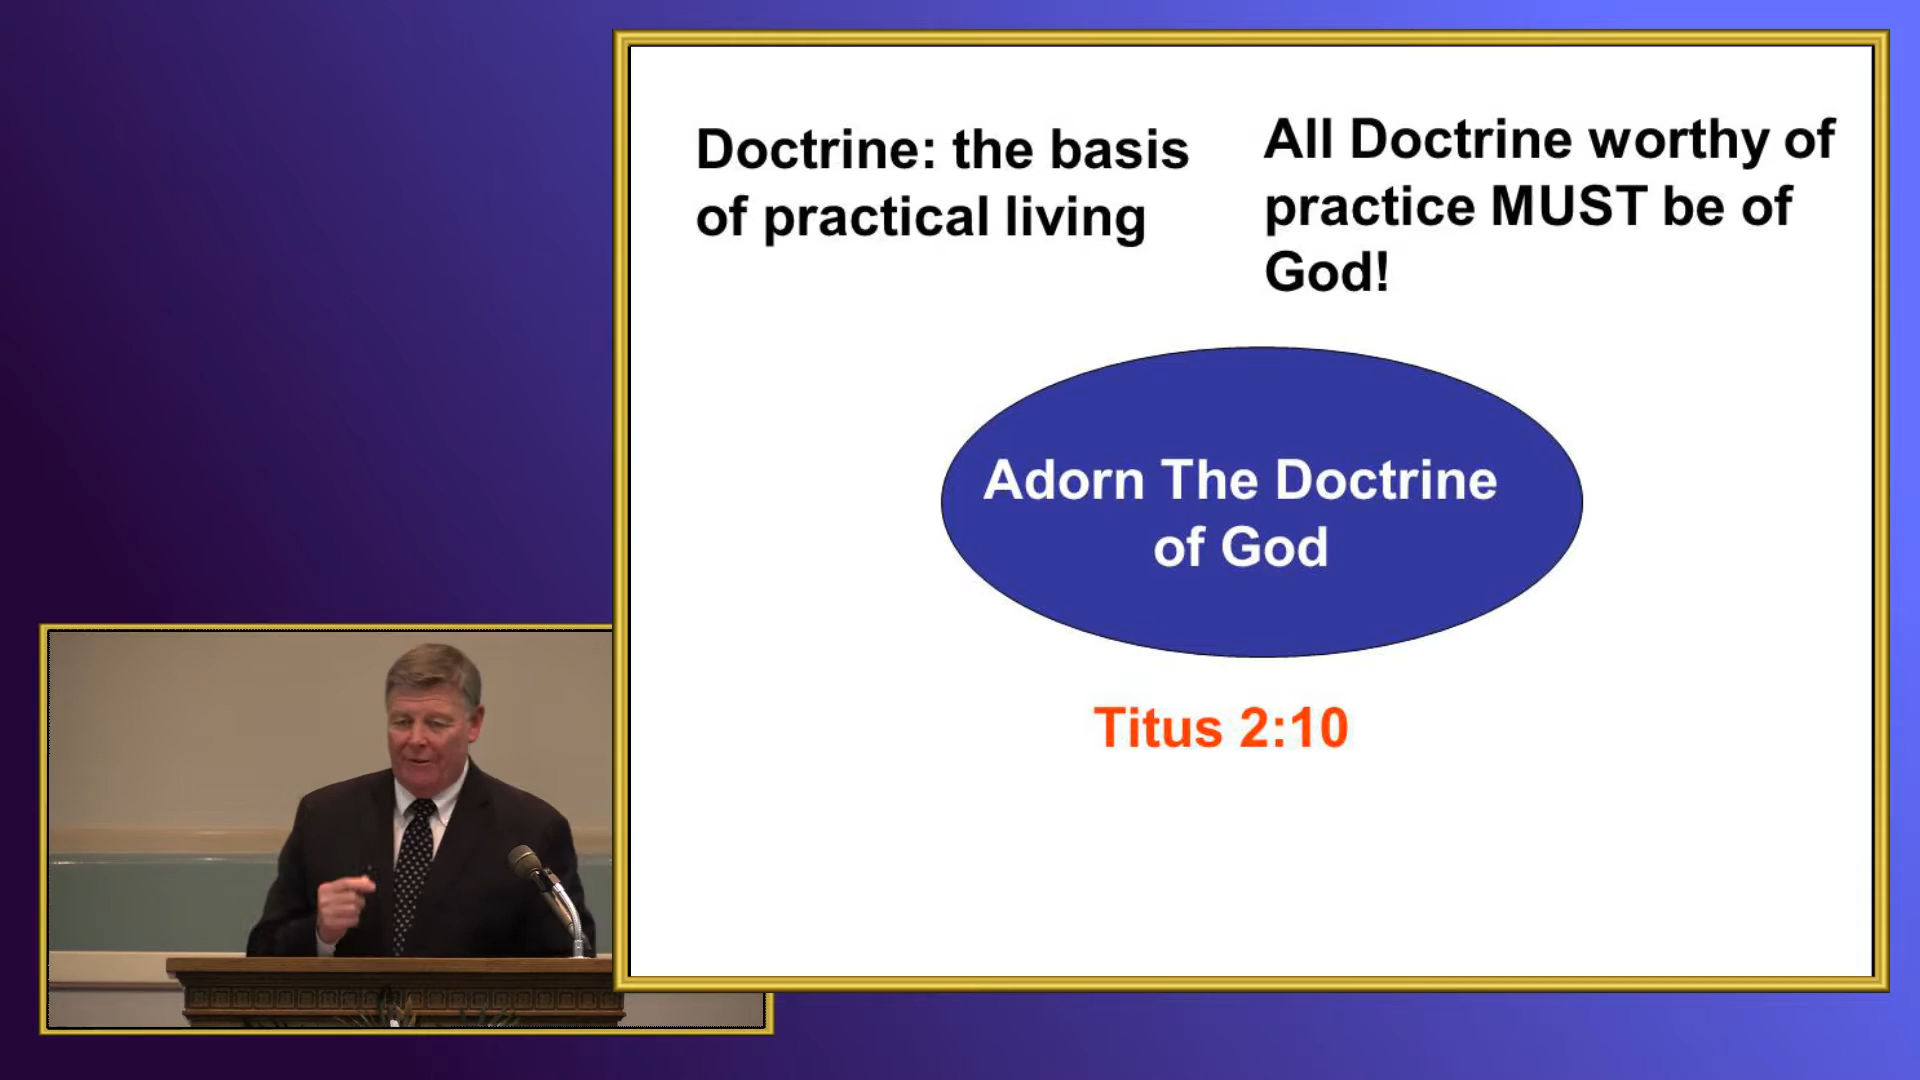 Doctrine: the basis
of practical living
All Doctrine worthy of
practice MUST be of
God!
Adorn The Doctrine
of God
Titus 2:10